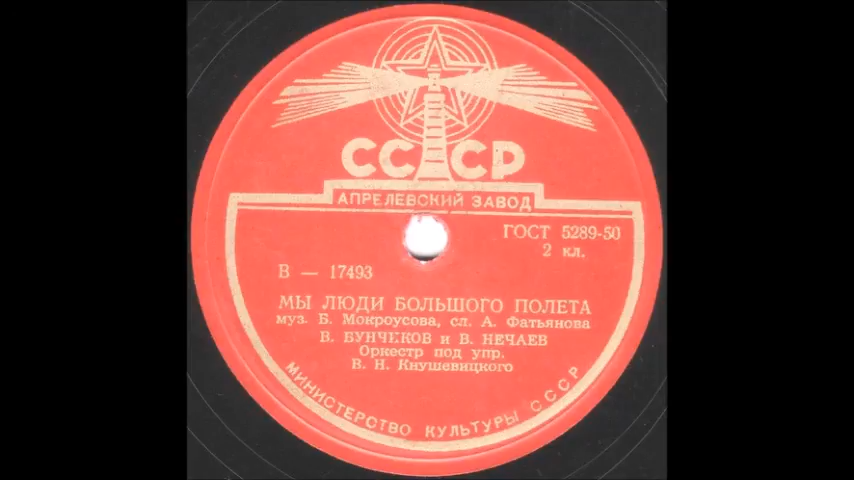 СССР
АПРЕЛЕВСКИЙ ЗАВОД
ГОСТ 5289-50
2 кл.
В — 17493
МЫ ЛЮДИ БОЛЬШОГО ПОЛЕТА
муз. Б. Мокроусова, сл. А. Фатьянова
В. БУНЧЕКОВ и В. НЕЧАЕВ
Оркестр под упр.
В. Н. Кнушевицкого
МИНИСТЕРСТВО КУЛЬТУРЫ СССР